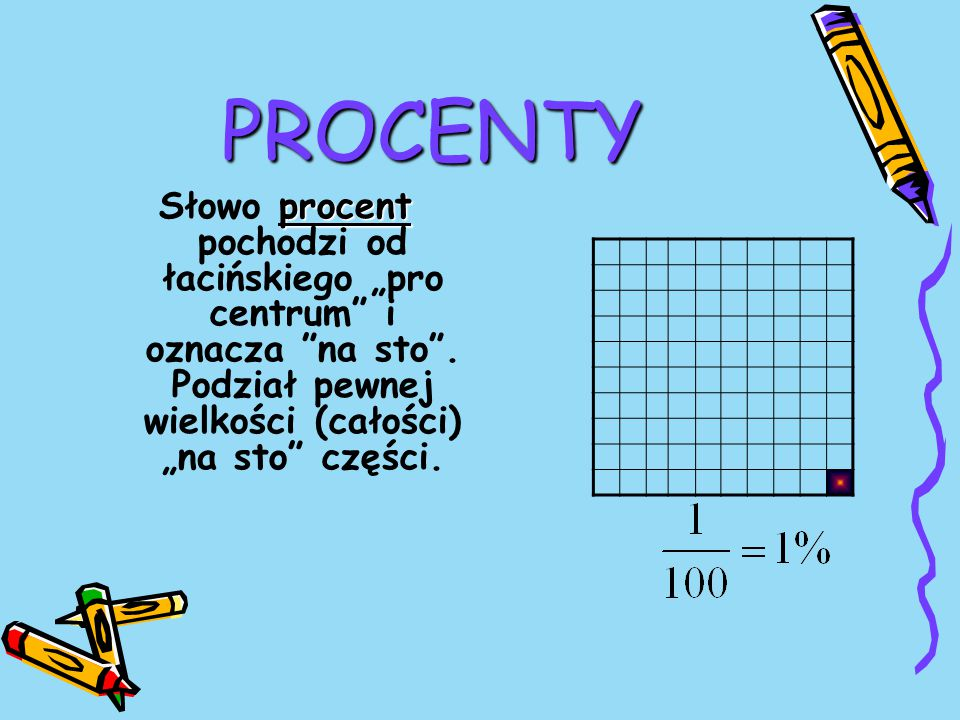 PROCENTY
Słowo procent
pochodzi od
łacińskiego „pro
centrum” i
oznacza ”na sto”.
Podział pewnej
wielkości (całości)
„na sto” części.
1/100 = 1%